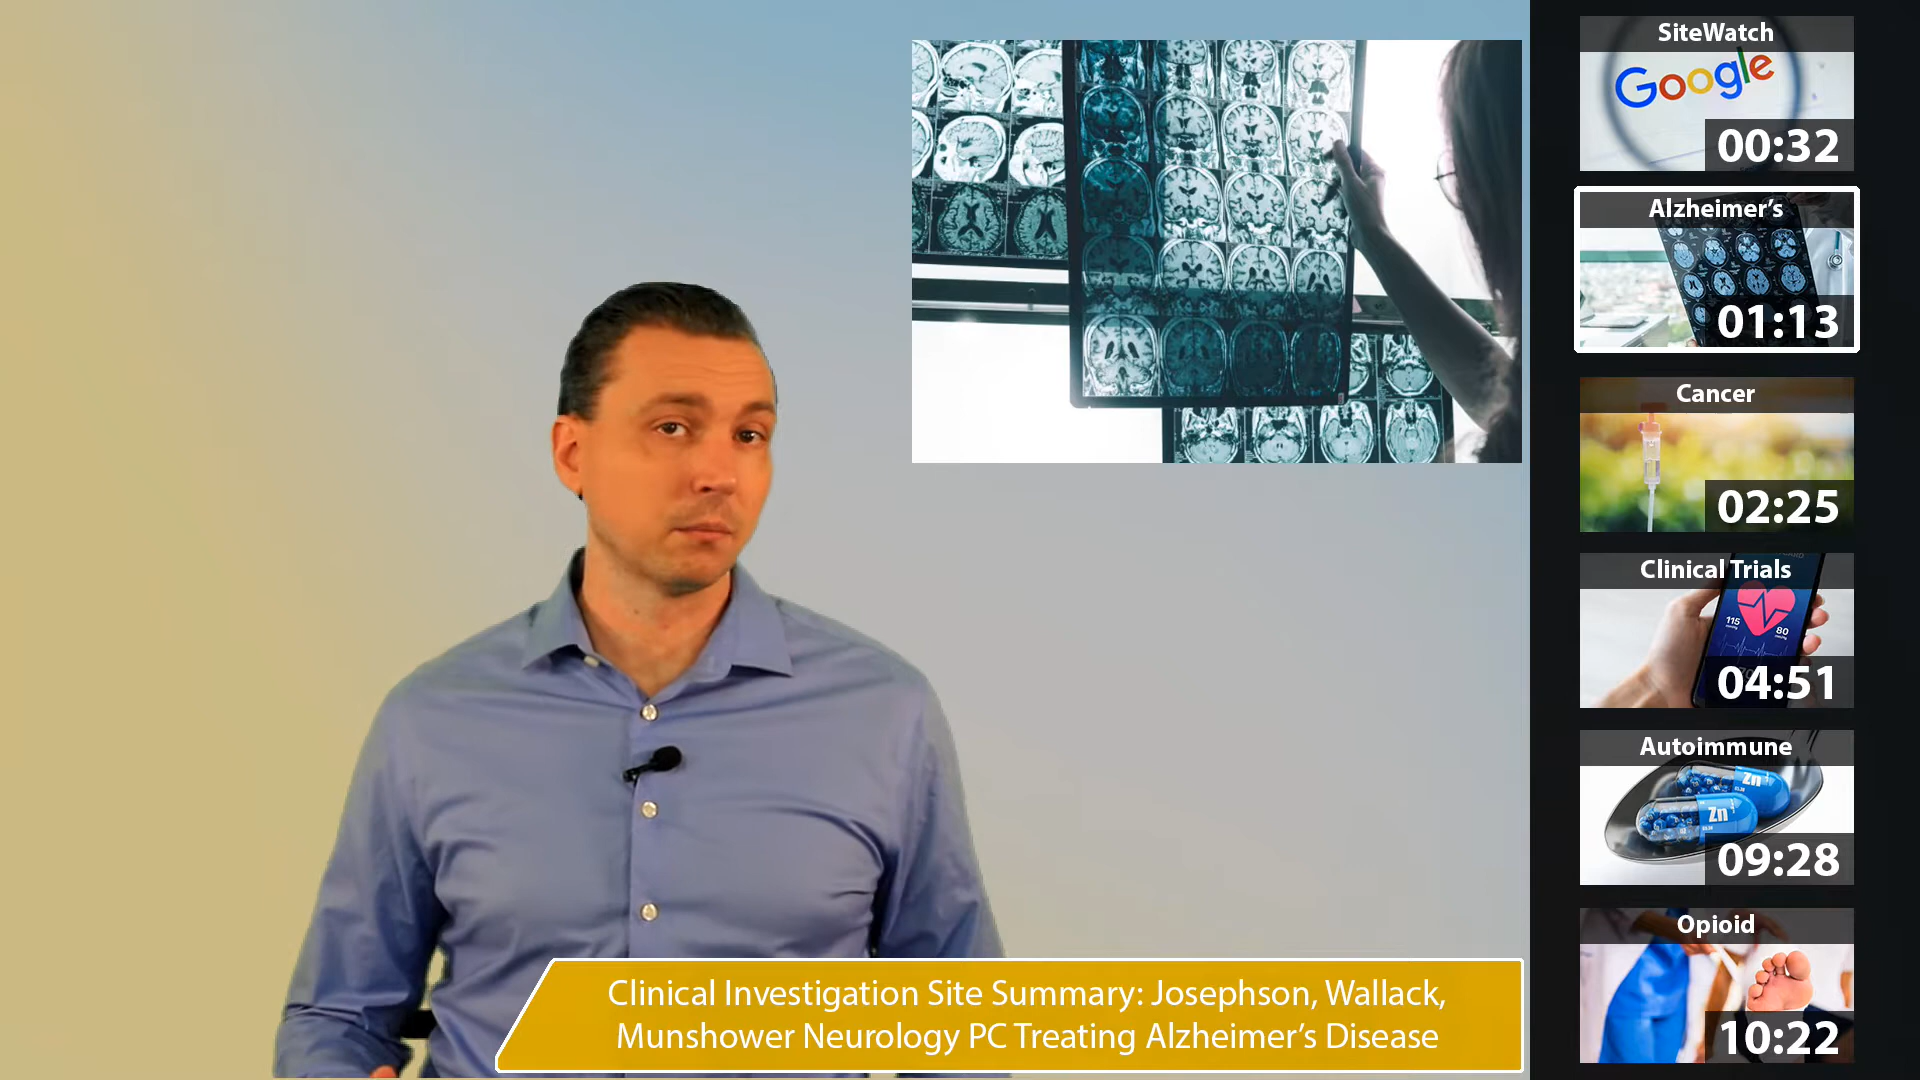 SiteWatch
Google
00:32
Alzheimer’s
01:13
Cancer
02:25
Clinical Trials
115
80
04:51
Autoimmune
Zn
Zn
09:28
Opioid
10:22
Clinical Investigation Site Summary: Josephson, Wallack,
Munshower Neurology PC Treating Alzheimer’s Disease